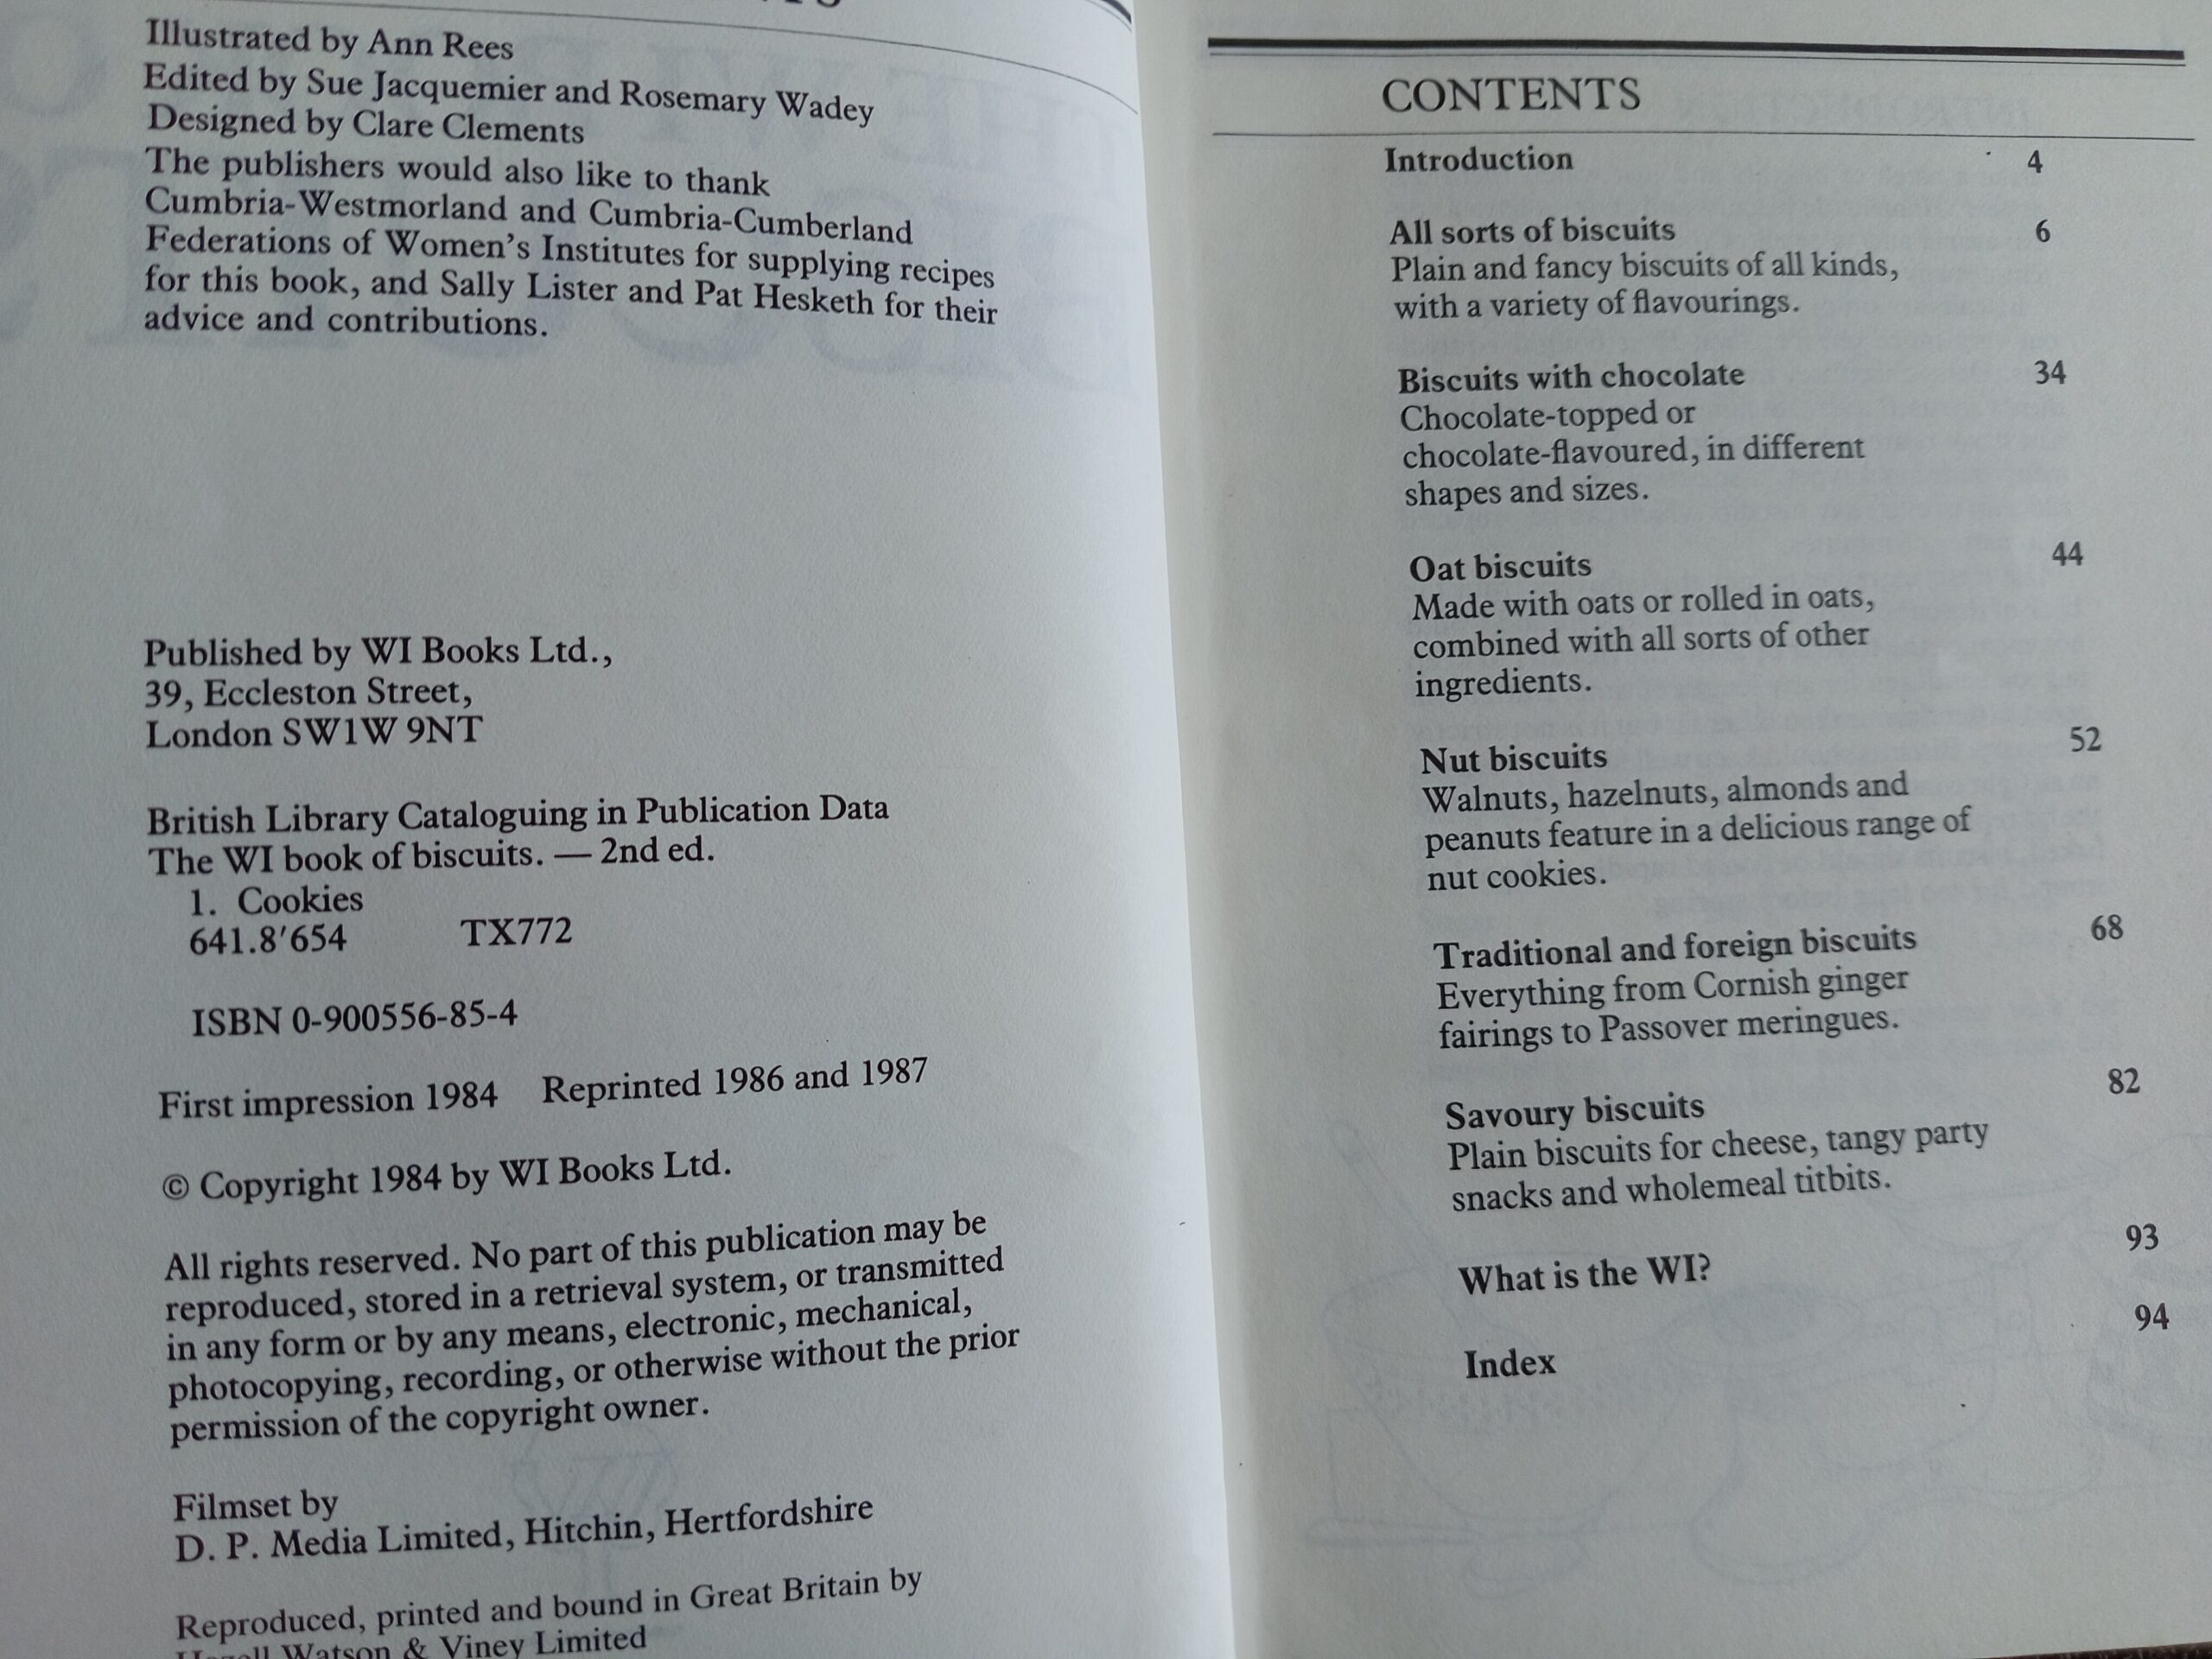 Illustrated by Ann Rees
Edited by Sue Jacquemier and Rosemary Wadey
Designed by Clare Clements
The publishers would also like to thank
Cumbria-Westmorland and Cumbria-Cumberland
Federations of Women's Institutes for supplying recipes
for this book, and Sally Lister and Pat Hesketh for their
advice and contributions.
Published by WI Books Ltd.,
39, Eccleston Street,
London SW1W 9NT
British Library Cataloguing in Publication Data
The WI book of biscuits. — 2nd ed.
1. Cookies
641.8′654 TX772
ISBN 0-900556-85-4
First impression 1984 Reprinted 1986 and 1987
© Copyright 1984 by WI Books Ltd.
All rights reserved. No part of this publication may be
reproduced, stored in a retrieval system, or transmitted
in any form or by any means, electronic, mechanical,
photocopying, recording, or otherwise without the prior
permission of the copyright owner.
Filmset by
D. P. Media Limited, Hitchin, Hertfordshire
Reproduced, printed and bound in Great Britain by
Watson & Viney Limited
CONTENTS
Introduction 4
All sorts of biscuits 6
Plain and fancy biscuits of all kinds,
with a variety of flavourings.
Biscuits with chocolate 34
Chocolate-topped or
chocolate-flavoured, in different
shapes and sizes.
Oat biscuits 44
Made with oats or rolled in oats,
combined with all sorts of other
ingredients.
Nut biscuits 52
Walnuts, hazelnuts, almonds and
peanuts feature in a delicious range of
nut cookies.
Traditional and foreign biscuits 68
Everything from Cornish ginger
fairings to Passover meringues.
Savoury biscuits 82
Plain biscuits for cheese, tangy party
snacks and wholemeal titbits.
What is the WI? 93
Index 94